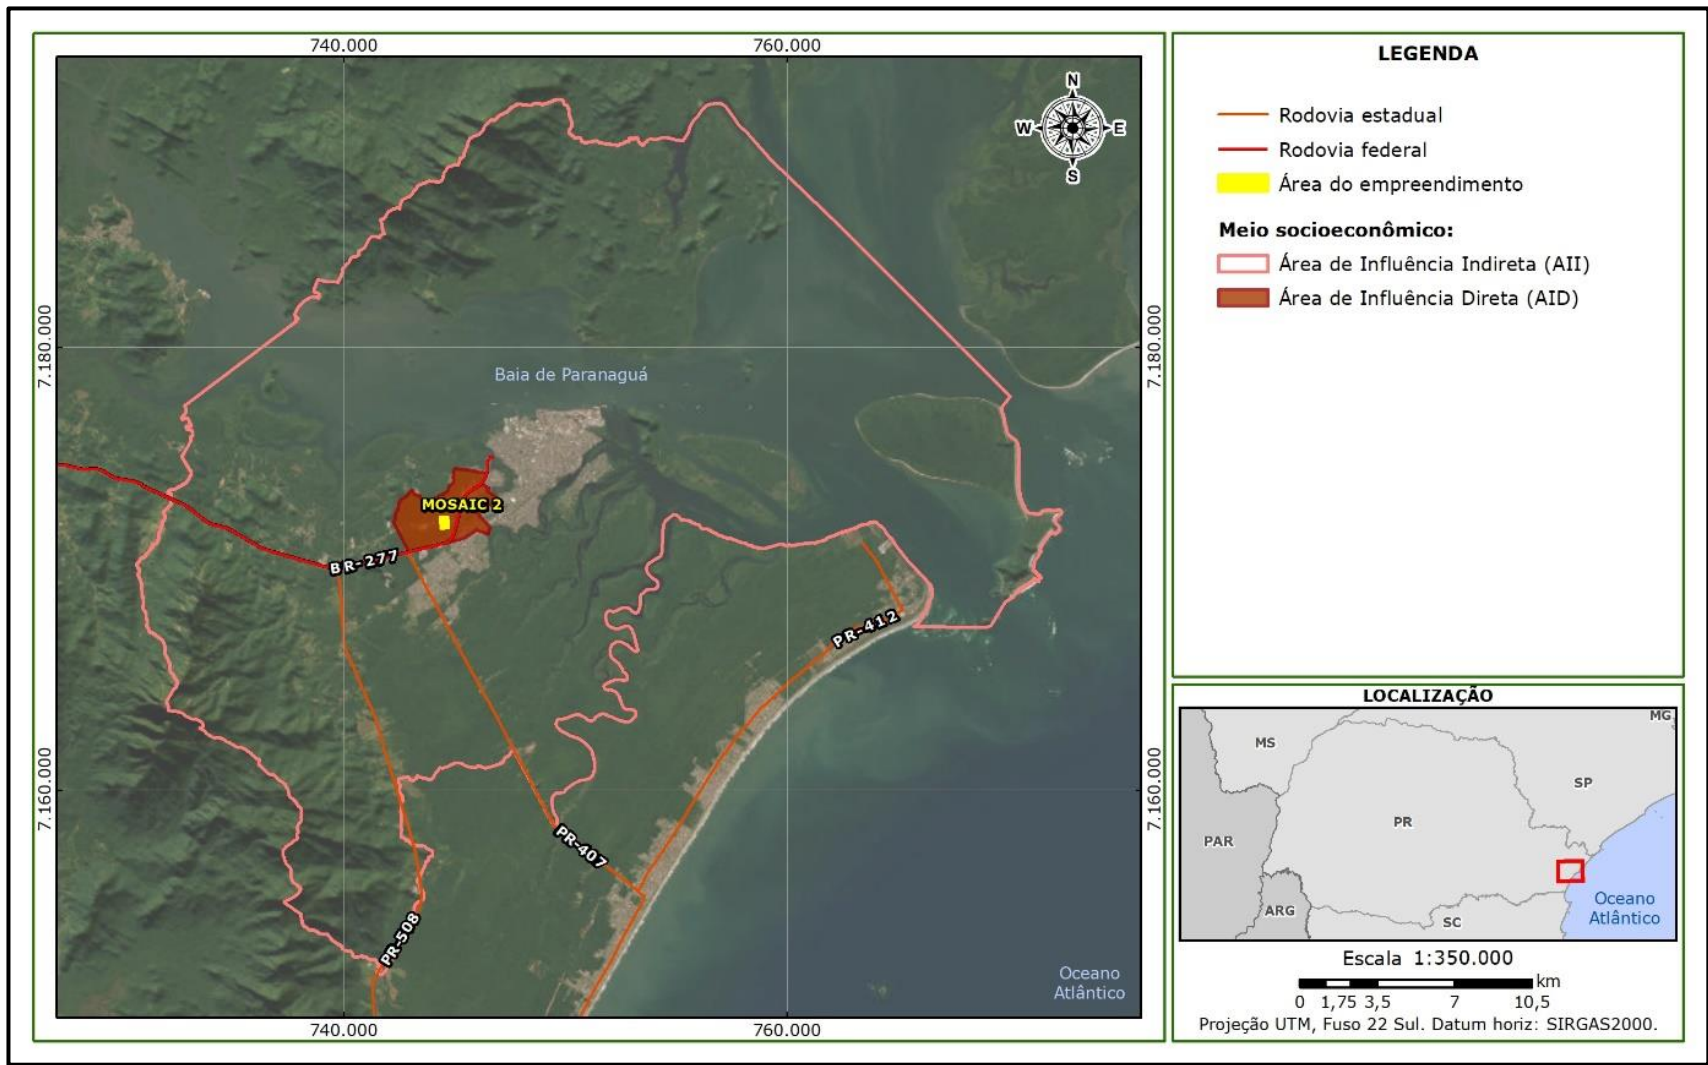 740.000
760.000
N
W
E
S
7.180.000
7.180.000
Baia de Paranaguá
MOSAIC 2
BR-277
PR-412
7.160.000
7.160.000
PR-407
PR-508
Oceano
Atlântico
740.000
760.000
LEGENDA
Rodovia estadual
Rodovia federal
Área do empreendimento
Meio socioeconômico:
Área de Influência Indireta (AII)
Área de Influência Direta (AID)
LOCALIZAÇÃO
MG
MS
SP
PR
PAR
ARG
SC
Oceano
Atlântico
Escala 1:350.000
km
0 1,75 3,5 7 10,5
Projeção UTM, Fuso 22 Sul. Datum horiz: SIRGAS2000.